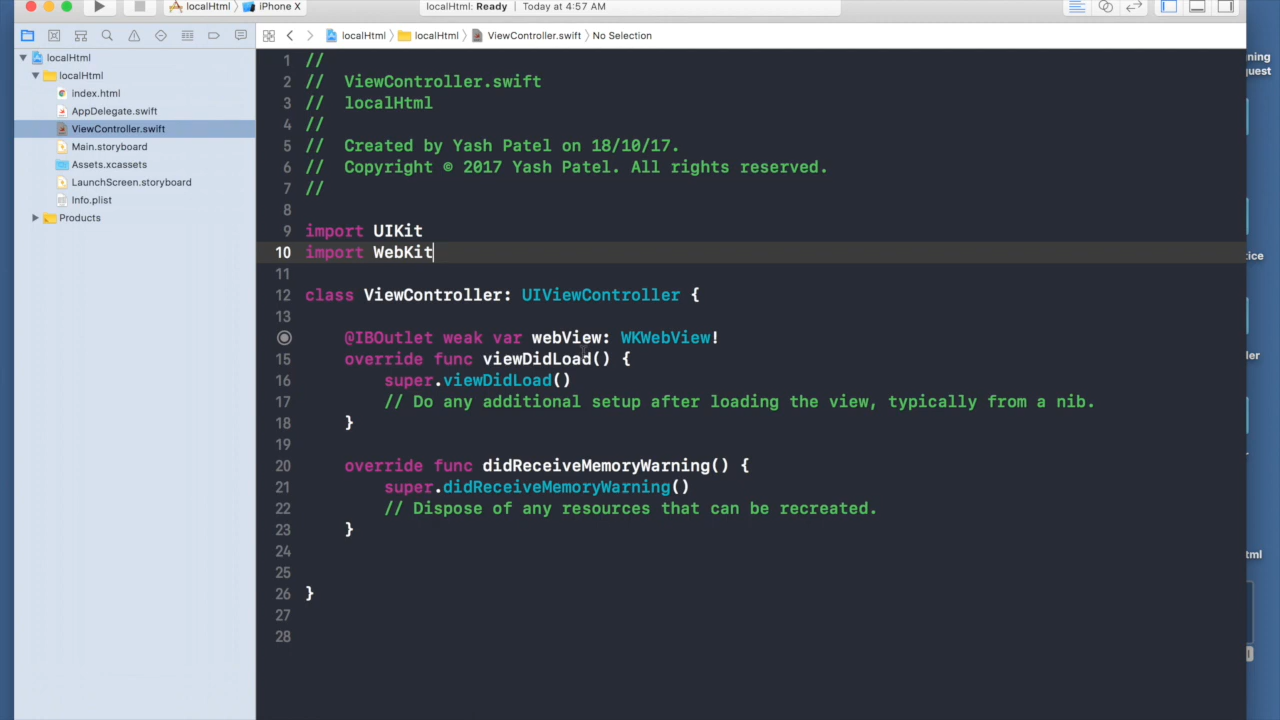 localHtml
iPhone X
localHtml: Ready
Today at 4:57 AM
localHtml
localHtml
ViewController.swift
No Selection
localHtml
localHtml
index.html
AppDelegate.swift
ViewController.swift
Main.storyboard
Assets.xcassets
LaunchScreen.storyboard
Info.plist
Products
1 //
2 // ViewController.swift
3 // localHtml
4 //
5 // Created by Yash Patel on 18/10/17.
6 // Copyright © 2017 Yash Patel. All rights reserved.
7 //
8
9 import UIKit
10 import WebKit
11
12 class ViewController: UIViewController {
13
@IBOutlet weak var webView: WKWebView!
15 override func viewDidLoad() {
16 super.viewDidLoad()
17 // Do any additional setup after loading the view, typically from a nib.
18 }
19
20 override func didReceiveMemoryWarning() {
21 super.didReceiveMemoryWarning()
22 // Dispose of any resources that can be recreated.
23 }
24
25
26 }
27
28